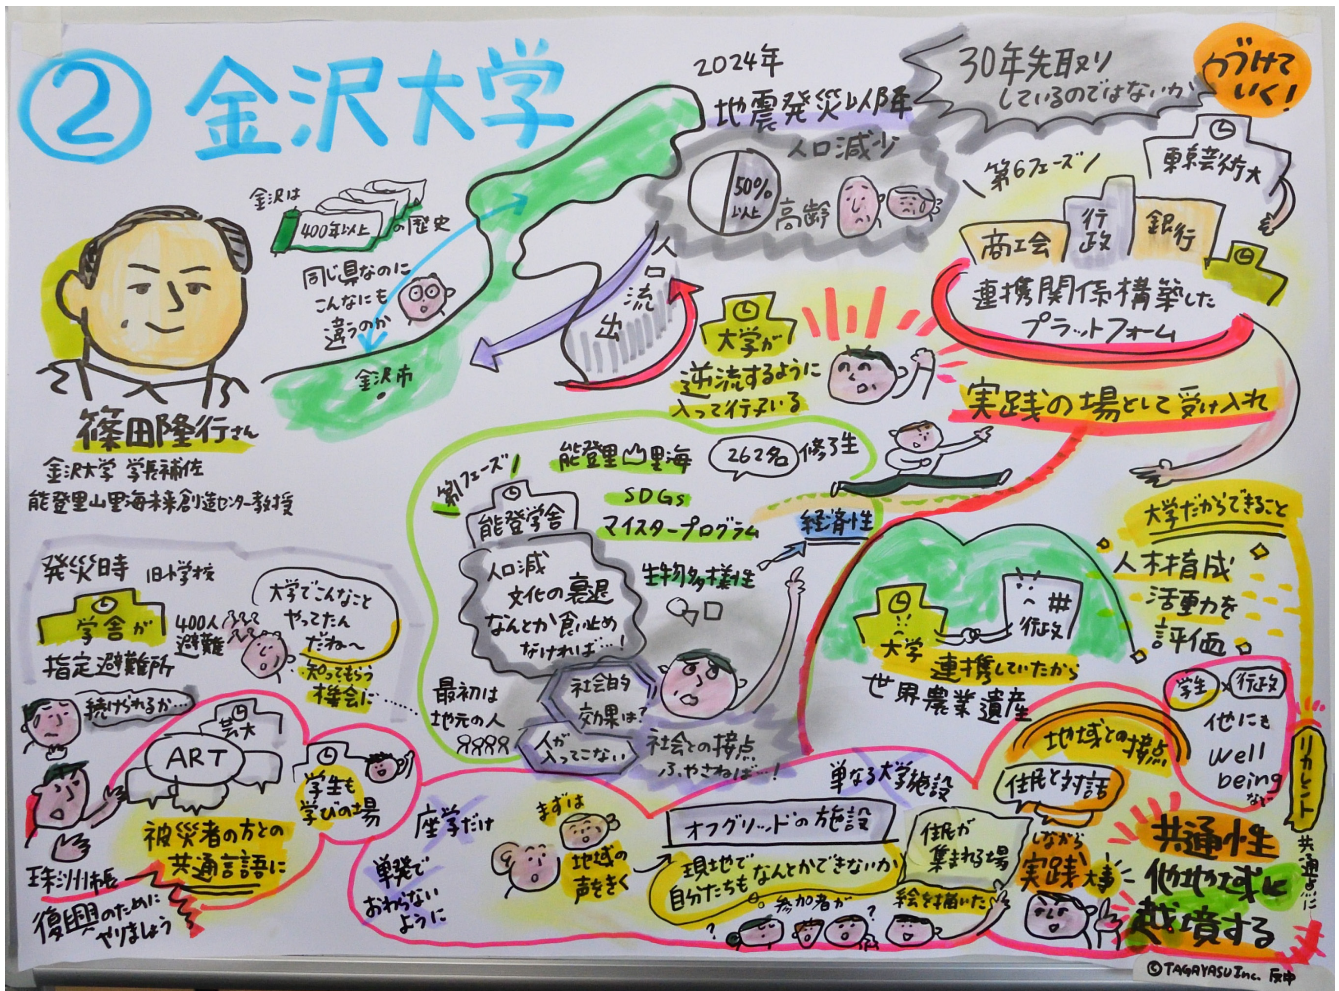 ② 金沢大学
金沢は
400年以上
の歴史
同じ県なのに
こんなにも
違うのか
金沢市
篠田隆行さん
金沢大学 学長補佐
能登里山里海未来創造センター教授
2024年
地震発災以降
人口減少
50%
以上
高齢
人口流出
30年先取り
しているのではないか
つづけて
いく!
大学が
逆流するように
入って行っている
第6フェーズ
東京芸術大
商工会
行政
銀行
連携関係構築した
プラットフォーム
実践の場として受け入れ
第1フェーズ
能登学舎
能登里山里海
262名
修了生
SDGs
マイスタープログラム
経済性
生物多様性
人口減
文化の衰退
なんとか食い止め
なければ…!
社会的
効果は?
人が
入ってこない
最初は
地元の人
社会との接点
ふやさねば…!
大学
行政
連携していたから
世界農業遺産
大学だからできること
人材育成
活動力を
評価
学生×行政
他にも
well
beingなど
発災時
旧小学校
学舎が
指定避難所
400人
避難
大学でこんなこと
やってたん
だね〜
知ってもらう
機会に……
続けられるか…
芸大
ART
学生も
学びの場
被災者の方との
共通言語に
珠洲市長
復興のために
やりましょう
座学だけ
単発で
おわらない
ように
まずは
地域の
声をきく
単なる大学施設
オフグリッドの施設
現地でなんとかできないか
自分たちも
。参加者が
?
?
住民が
集まれる場
絵を描いた
地域との接点
住民と対話
しながら
実践大事
リカレント
共通点に
共通性
他地域に
越境する
©TAGAYASU Inc.